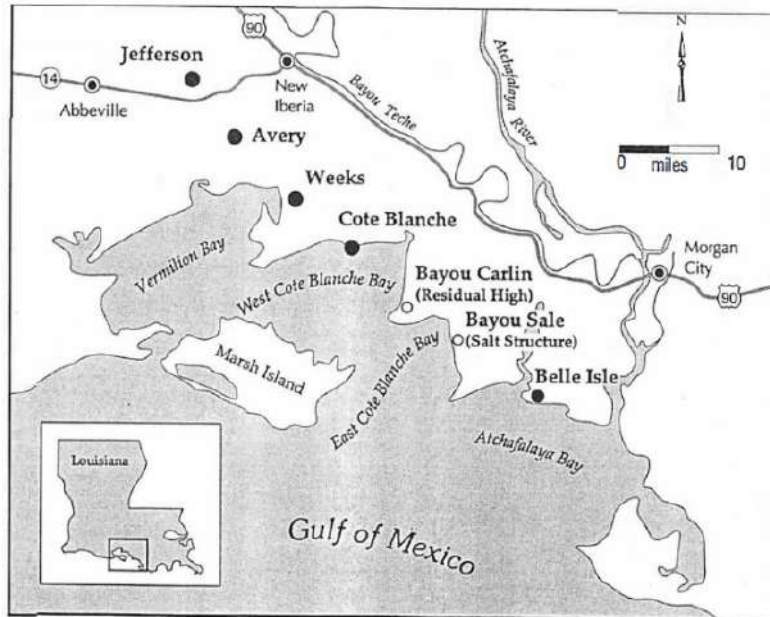 90
N
Jefferson
14
Abbeville
New
Iberia
Bayou Teche
Atchafalaya
River
0 miles 10
Avery
Weeks
Cote Blanche
Vermilion Bay
West Cote Blanche Bay
Bayou Carlin
(Residual High)
Morgan
City
90
Bayou Sale
(Salt Structure)
Marsh Island
East Cote Blanche Bay
Belle Isle
Atchafalaya Bay
Louisiana
Gulf of Mexico